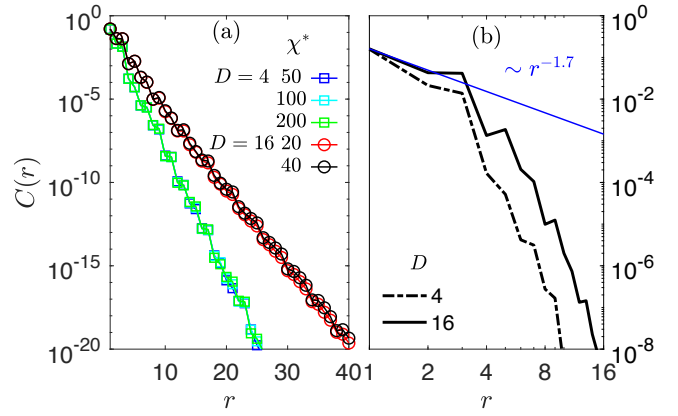 10^0
10^-5
10^-10
10^-15
10^-20
C(r)
(a)
χ*
D = 4 50
100
200
D = 16 20
40
10 20 30 40
r
(b)
~ r^-1.7
D
4
16
10^0
10^-2
10^-4
10^-6
10^-8
1 2 4 8 16
r